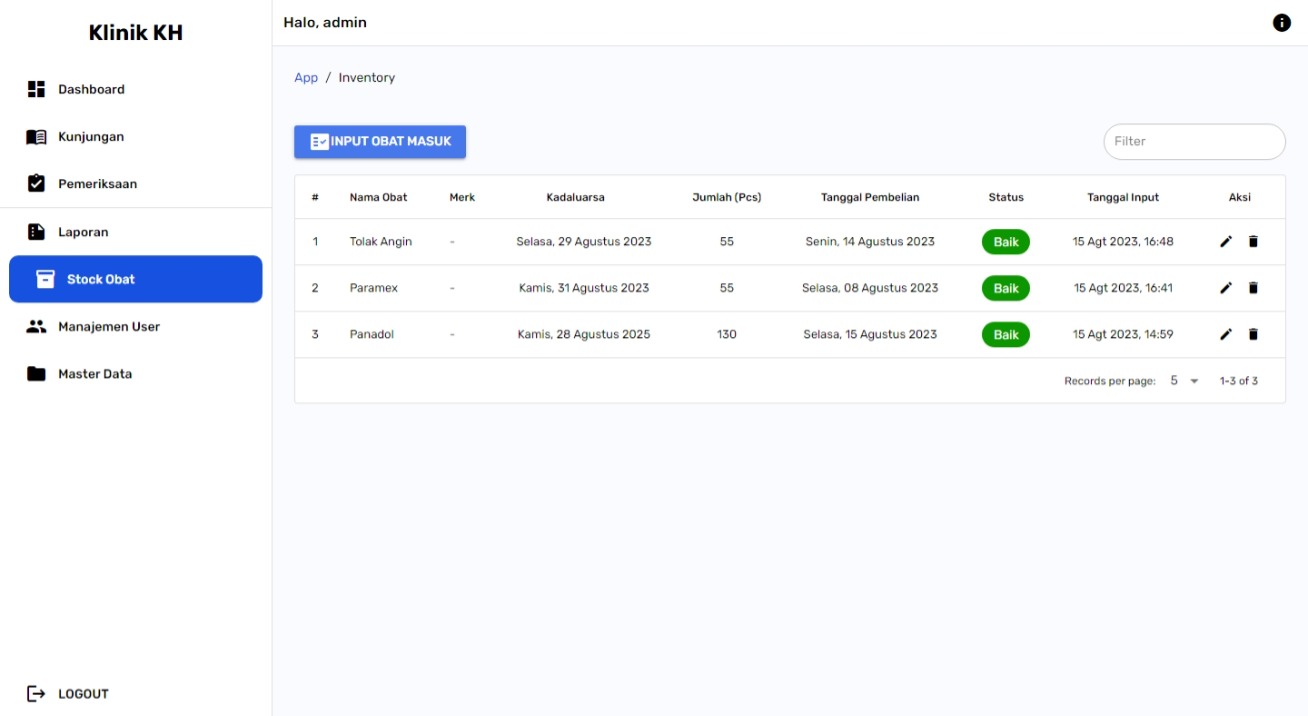 Klinik KH
Dashboard
Kunjungan
Pemeriksaan
Laporan
Stock Obat
Manajemen User
Master Data
LOGOUT
Halo, admin
App / Inventory
INPUT OBAT MASUK
Filter
# Nama Obat Merk Kadaluarsa Jumlah (Pcs) Tanggal Pembelian Status Tanggal Input Aksi
1 Tolak Angin - Selasa, 29 Agustus 2023 55 Senin, 14 Agustus 2023 Baik 15 Agt 2023, 16:48
2 Paramex - Kamis, 31 Agustus 2023 55 Selasa, 08 Agustus 2023 Baik 15 Agt 2023, 16:41
3 Panadol - Kamis, 28 Agustus 2025 130 Selasa, 15 Agustus 2023 Baik 15 Agt 2023, 14:59
Records per page: 5 1-3 of 3